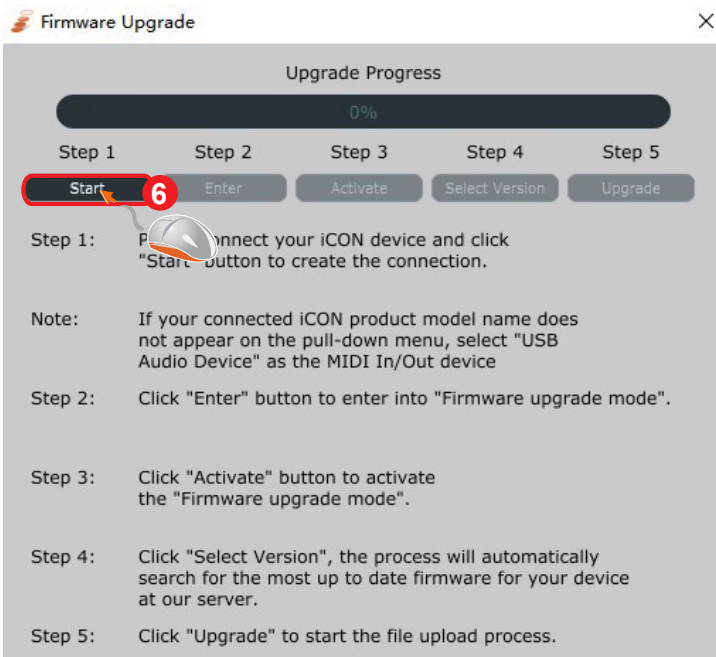 Firmware Upgrade
Upgrade Progress
0%
Step 1 Step 2 Step 3 Step 4 Step 5
Start 6 Enter Activate Select Version Upgrade
Step 1: onnect your iCON device and click
"Start" button to create the connection.
Note: If your connected iCON product model name does
not appear on the pull-down menu, select "USB
Audio Device" as the MIDI In/Out device
Step 2: Click "Enter" button to enter into "Firmware upgrade mode".
Step 3: Click "Activate" button to activate
the "Firmware upgrade mode".
Step 4: Click "Select Version", the process will automatically
search for the most up to date firmware for your device
at our server.
Step 5: Click "Upgrade" to start the file upload process.